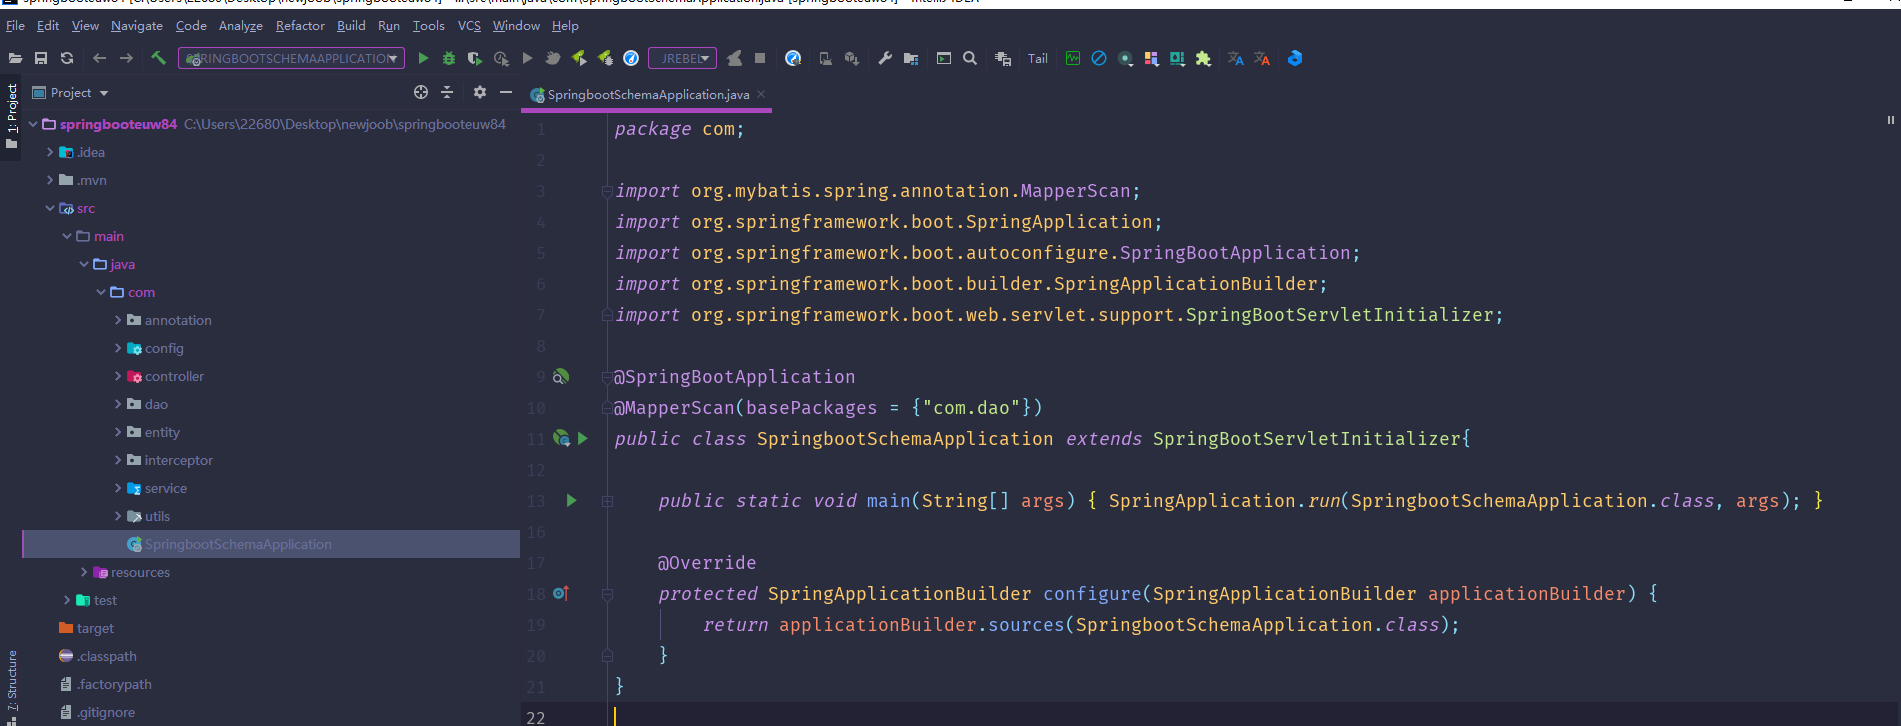 File Edit View Navigate Code Analyze Refactor Build Run Tools VCS Window Help
JREBEL Tail
1: Project
Project
SpringbootSchemaApplication.java
springbooteuw84 C:\Users\22680\Desktop\newjoob\springbooteuw84
.idea
.mvn
src
main
java
com
annotation
config
controller
dao
entity
interceptor
service
utils
SpringbootSchemaApplication
resources
test
target
.classpath
.factorypath
.gitignore
7: Structure
1 package com;
2
3 import org.mybatis.spring.annotation.MapperScan;
4 import org.springframework.boot.SpringApplication;
5 import org.springframework.boot.autoconfigure.SpringBootApplication;
6 import org.springframework.boot.builder.SpringApplicationBuilder;
7 import org.springframework.boot.web.servlet.support.SpringBootServletInitializer;
8
9 @SpringBootApplication
10 @MapperScan(basePackages = {"com.dao"})
11 public class SpringbootSchemaApplication extends SpringBootServletInitializer{
12
13 public static void main(String[] args) { SpringApplication.run(SpringbootSchemaApplication.class, args); }
16
17 @Override
18 protected SpringApplicationBuilder configure(SpringApplicationBuilder applicationBuilder) {
19 return applicationBuilder.sources(SpringbootSchemaApplication.class);
20 }
21 }
22